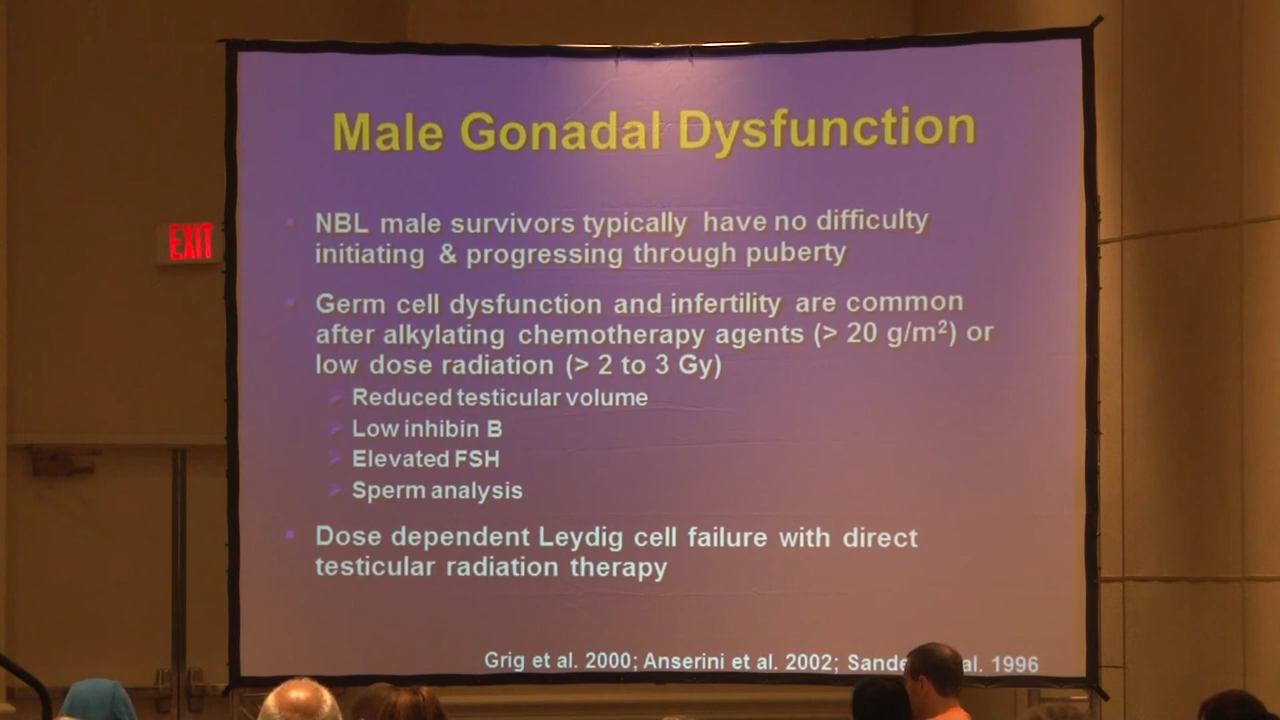 EXIT
Male Gonadal Dysfunction
NBL male survivors typically have no difficulty
initiating & progressing through puberty
Germ cell dysfunction and infertility are common
after alkylating chemotherapy agents (> 20 g/m²) or
low dose radiation (> 2 to 3 Gy)
Reduced testicular volume
Low inhibin B
Elevated FSH
Sperm analysis
Dose dependent Leydig cell failure with direct
testicular radiation therapy
Grig et al. 2000; Anserini et al. 2002; al. 1996